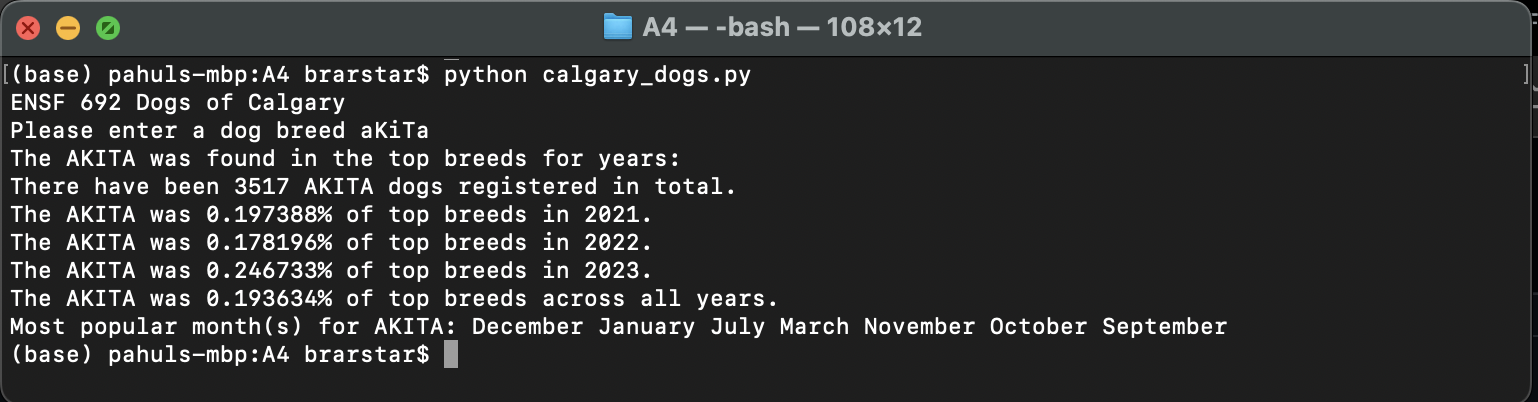 A4 — -bash — 108×12
(base) pahuls-mbp:A4 brarstar$ python calgary_dogs.py
ENSF 692 Dogs of Calgary
Please enter a dog breed aKiTa
The AKITA was found in the top breeds for years:
There have been 3517 AKITA dogs registered in total.
The AKITA was 0.197388% of top breeds in 2021.
The AKITA was 0.178196% of top breeds in 2022.
The AKITA was 0.246733% of top breeds in 2023.
The AKITA was 0.193634% of top breeds across all years.
Most popular month(s) for AKITA: December January July March November October September
(base) pahuls-mbp:A4 brarstar$